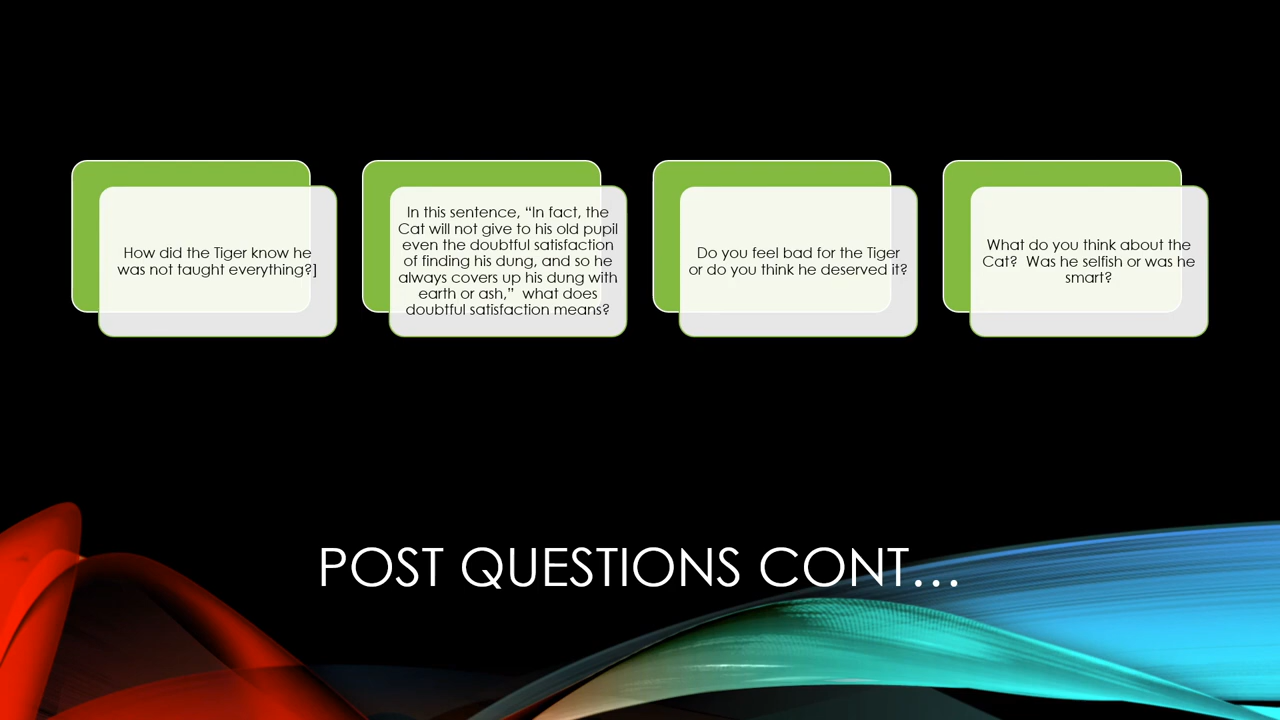 How did the Tiger know he
was not taught everything?]
In this sentence, “In fact, the
Cat will not give to his old pupil
even the doubtful satisfaction
of finding his dung, and so he
always covers up his dung with
earth or ash,”  what does
doubtful satisfaction means?
Do you feel bad for the Tiger
or do you think he deserved it?
What do you think about the
Cat?  Was he selfish or was he
smart?
POST QUESTIONS CONT…